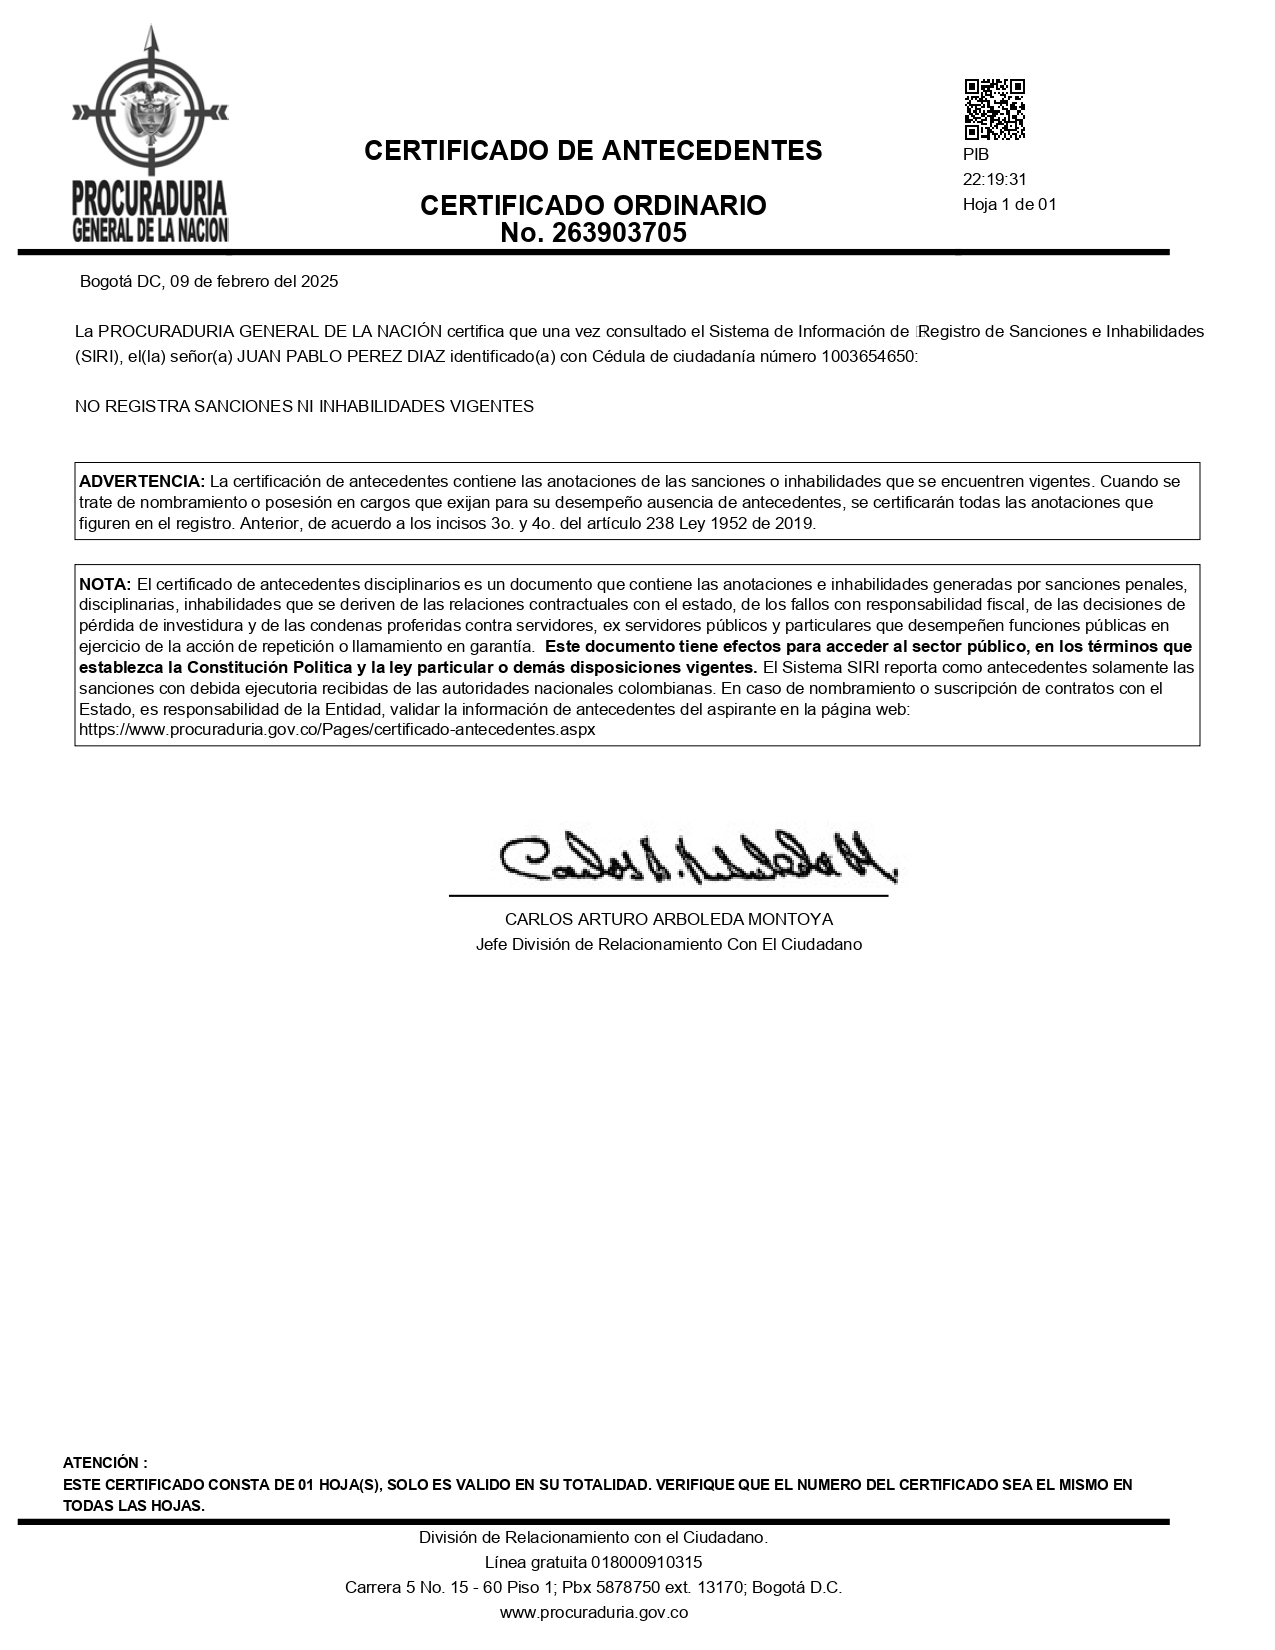 PROCURADURIA
GENERAL DE LA NACION
CERTIFICADO DE ANTECEDENTES
CERTIFICADO ORDINARIO
No. 263903705
PIB
22:19:31
Hoja 1 de 01
Bogotá DC, 09 de febrero del 2025
La PROCURADURIA GENERAL DE LA NACIÓN certifica que una vez consultado el Sistema de Información de Registro de Sanciones e Inhabilidades
(SIRI), el(la) señor(a) JUAN PABLO PEREZ DIAZ identificado(a) con Cédula de ciudadanía número 1003654650:
NO REGISTRA SANCIONES NI INHABILIDADES VIGENTES
ADVERTENCIA: La certificación de antecedentes contiene las anotaciones de las sanciones o inhabilidades que se encuentren vigentes. Cuando se
trate de nombramiento o posesión en cargos que exijan para su desempeño ausencia de antecedentes, se certificarán todas las anotaciones que
figuren en el registro. Anterior, de acuerdo a los incisos 3o. y 4o. del artículo 238 Ley 1952 de 2019.
NOTA: El certificado de antecedentes disciplinarios es un documento que contiene las anotaciones e inhabilidades generadas por sanciones penales,
disciplinarias, inhabilidades que se deriven de las relaciones contractuales con el estado, de los fallos con responsabilidad fiscal, de las decisiones de
pérdida de investidura y de las condenas proferidas contra servidores, ex servidores públicos y particulares que desempeñen funciones públicas en
ejercicio de la acción de repetición o llamamiento en garantía. Este documento tiene efectos para acceder al sector público, en los términos que
establezca la Constitución Politica y la ley particular o demás disposiciones vigentes. El Sistema SIRI reporta como antecedentes solamente las
sanciones con debida ejecutoria recibidas de las autoridades nacionales colombianas. En caso de nombramiento o suscripción de contratos con el
Estado, es responsabilidad de la Entidad, validar la información de antecedentes del aspirante en la página web:
https://www.procuraduria.gov.co/Pages/certificado-antecedentes.aspx
CARLOS ARTURO ARBOLEDA MONTOYA
Jefe División de Relacionamiento Con El Ciudadano
ATENCIÓN :
ESTE CERTIFICADO CONSTA DE 01 HOJA(S), SOLO ES VALIDO EN SU TOTALIDAD. VERIFIQUE QUE EL NUMERO DEL CERTIFICADO SEA EL MISMO EN
TODAS LAS HOJAS.
División de Relacionamiento con el Ciudadano.
Línea gratuita 018000910315
Carrera 5 No. 15 - 60 Piso 1; Pbx 5878750 ext. 13170; Bogotá D.C.
www.procuraduria.gov.co